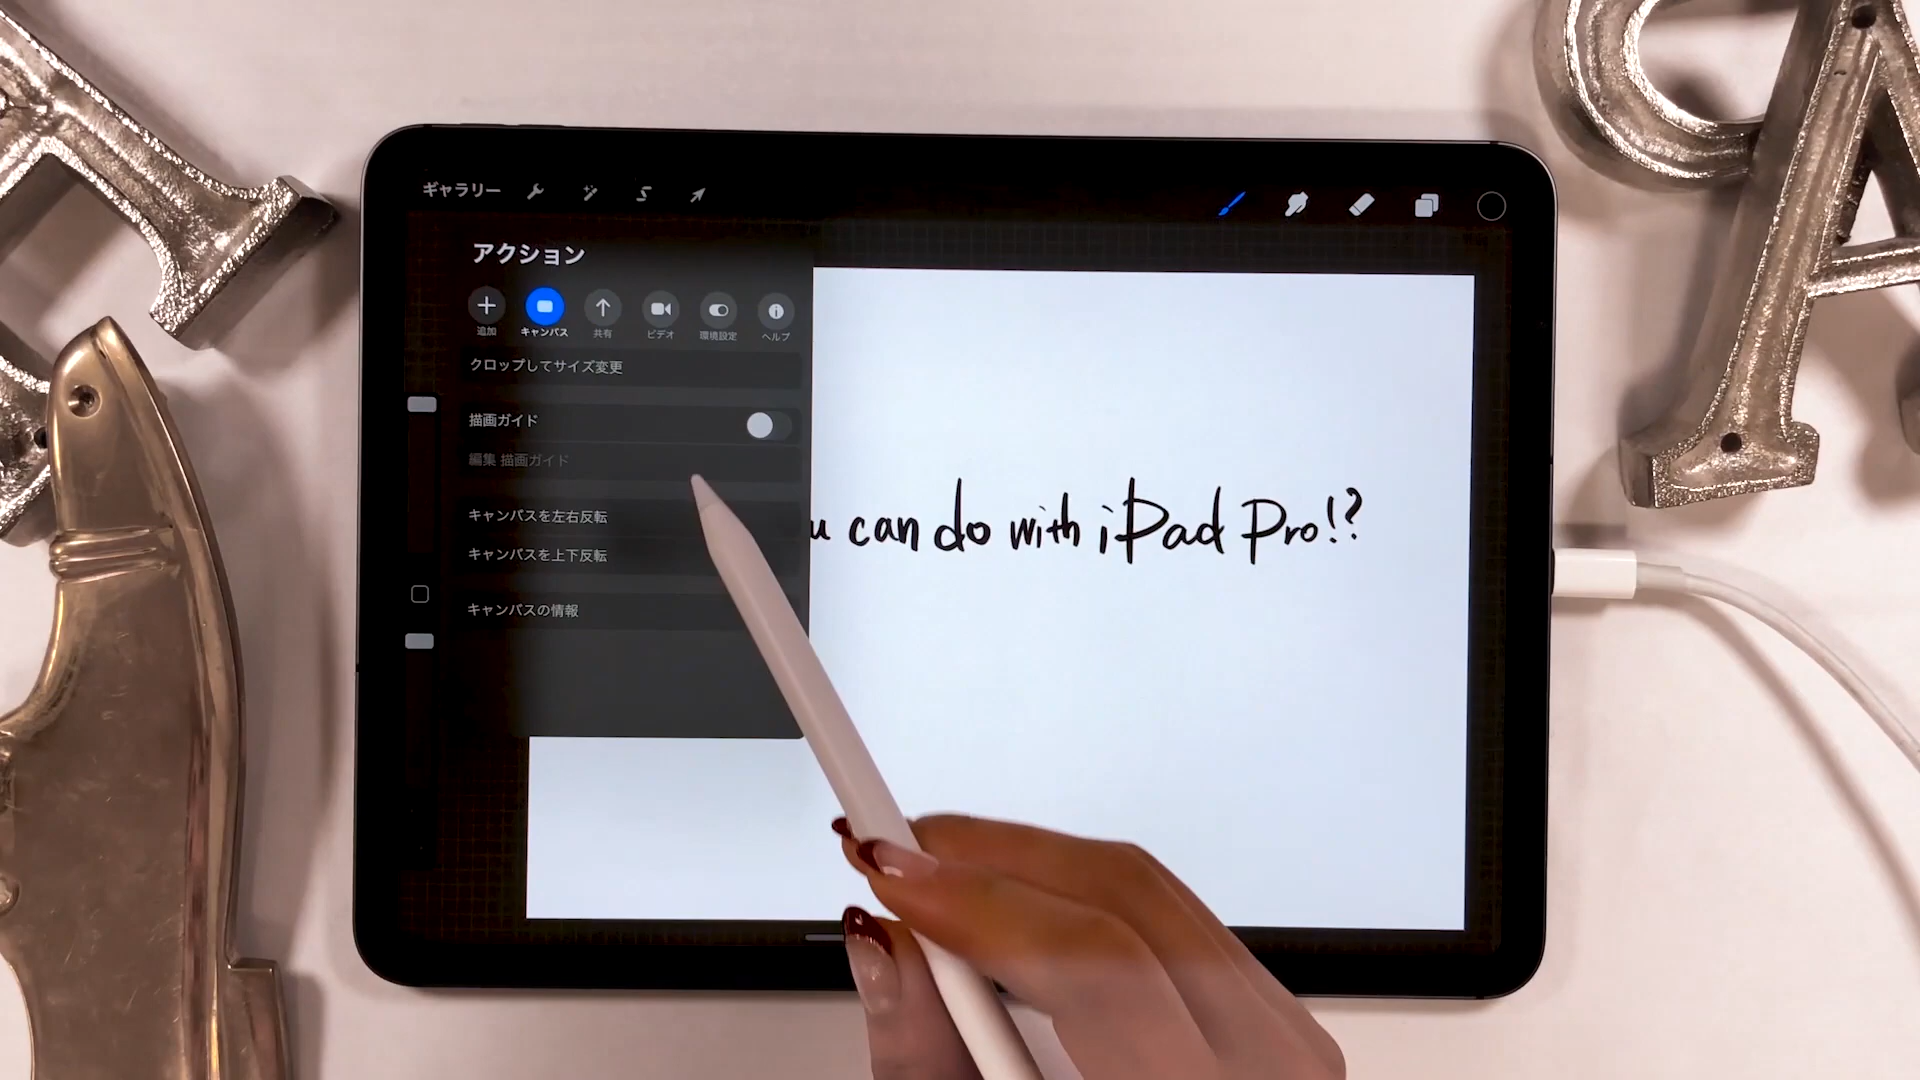 ギャラリー
アクション
追加 キャンバス 共有 ビデオ 環境設定 ヘルプ
クロップしてサイズ変更
描画ガイド
編集 描画ガイド
キャンバスを左右反転
キャンバスを上下反転
キャンバスの情報
u can do with iPad Pro!?